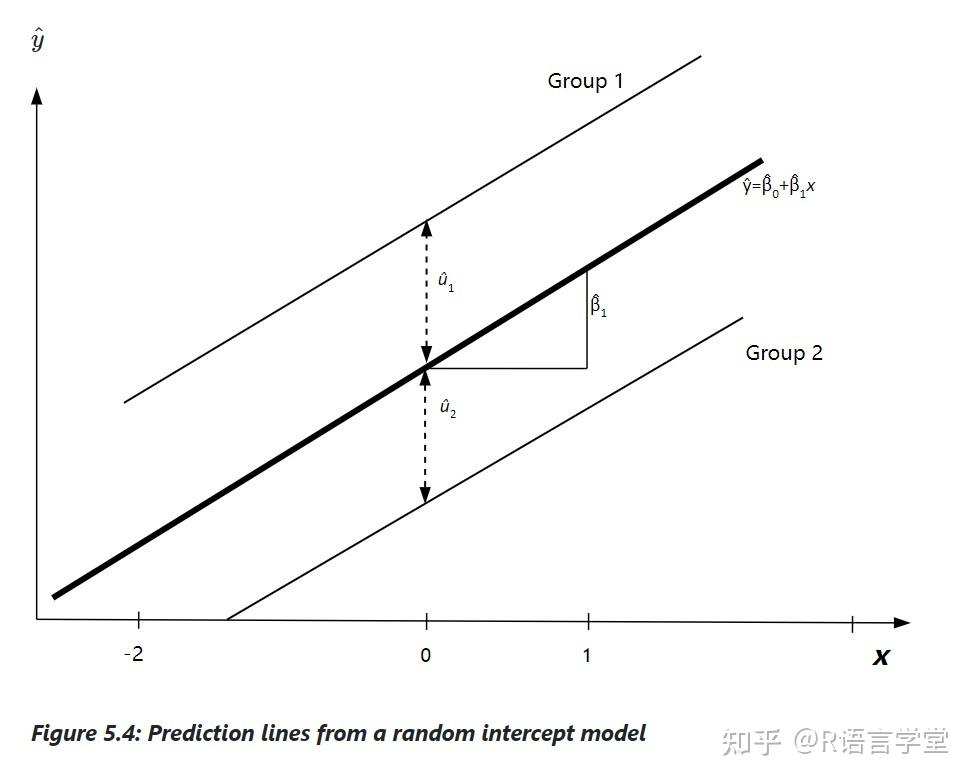 ŷ
Group 1
ŷ=β̂₀+β̂₁x
û₁
β̂₁
Group 2
û₂
-2
0
1
x
Figure 5.4: Prediction lines from a random intercept model
知乎 @R语言学堂